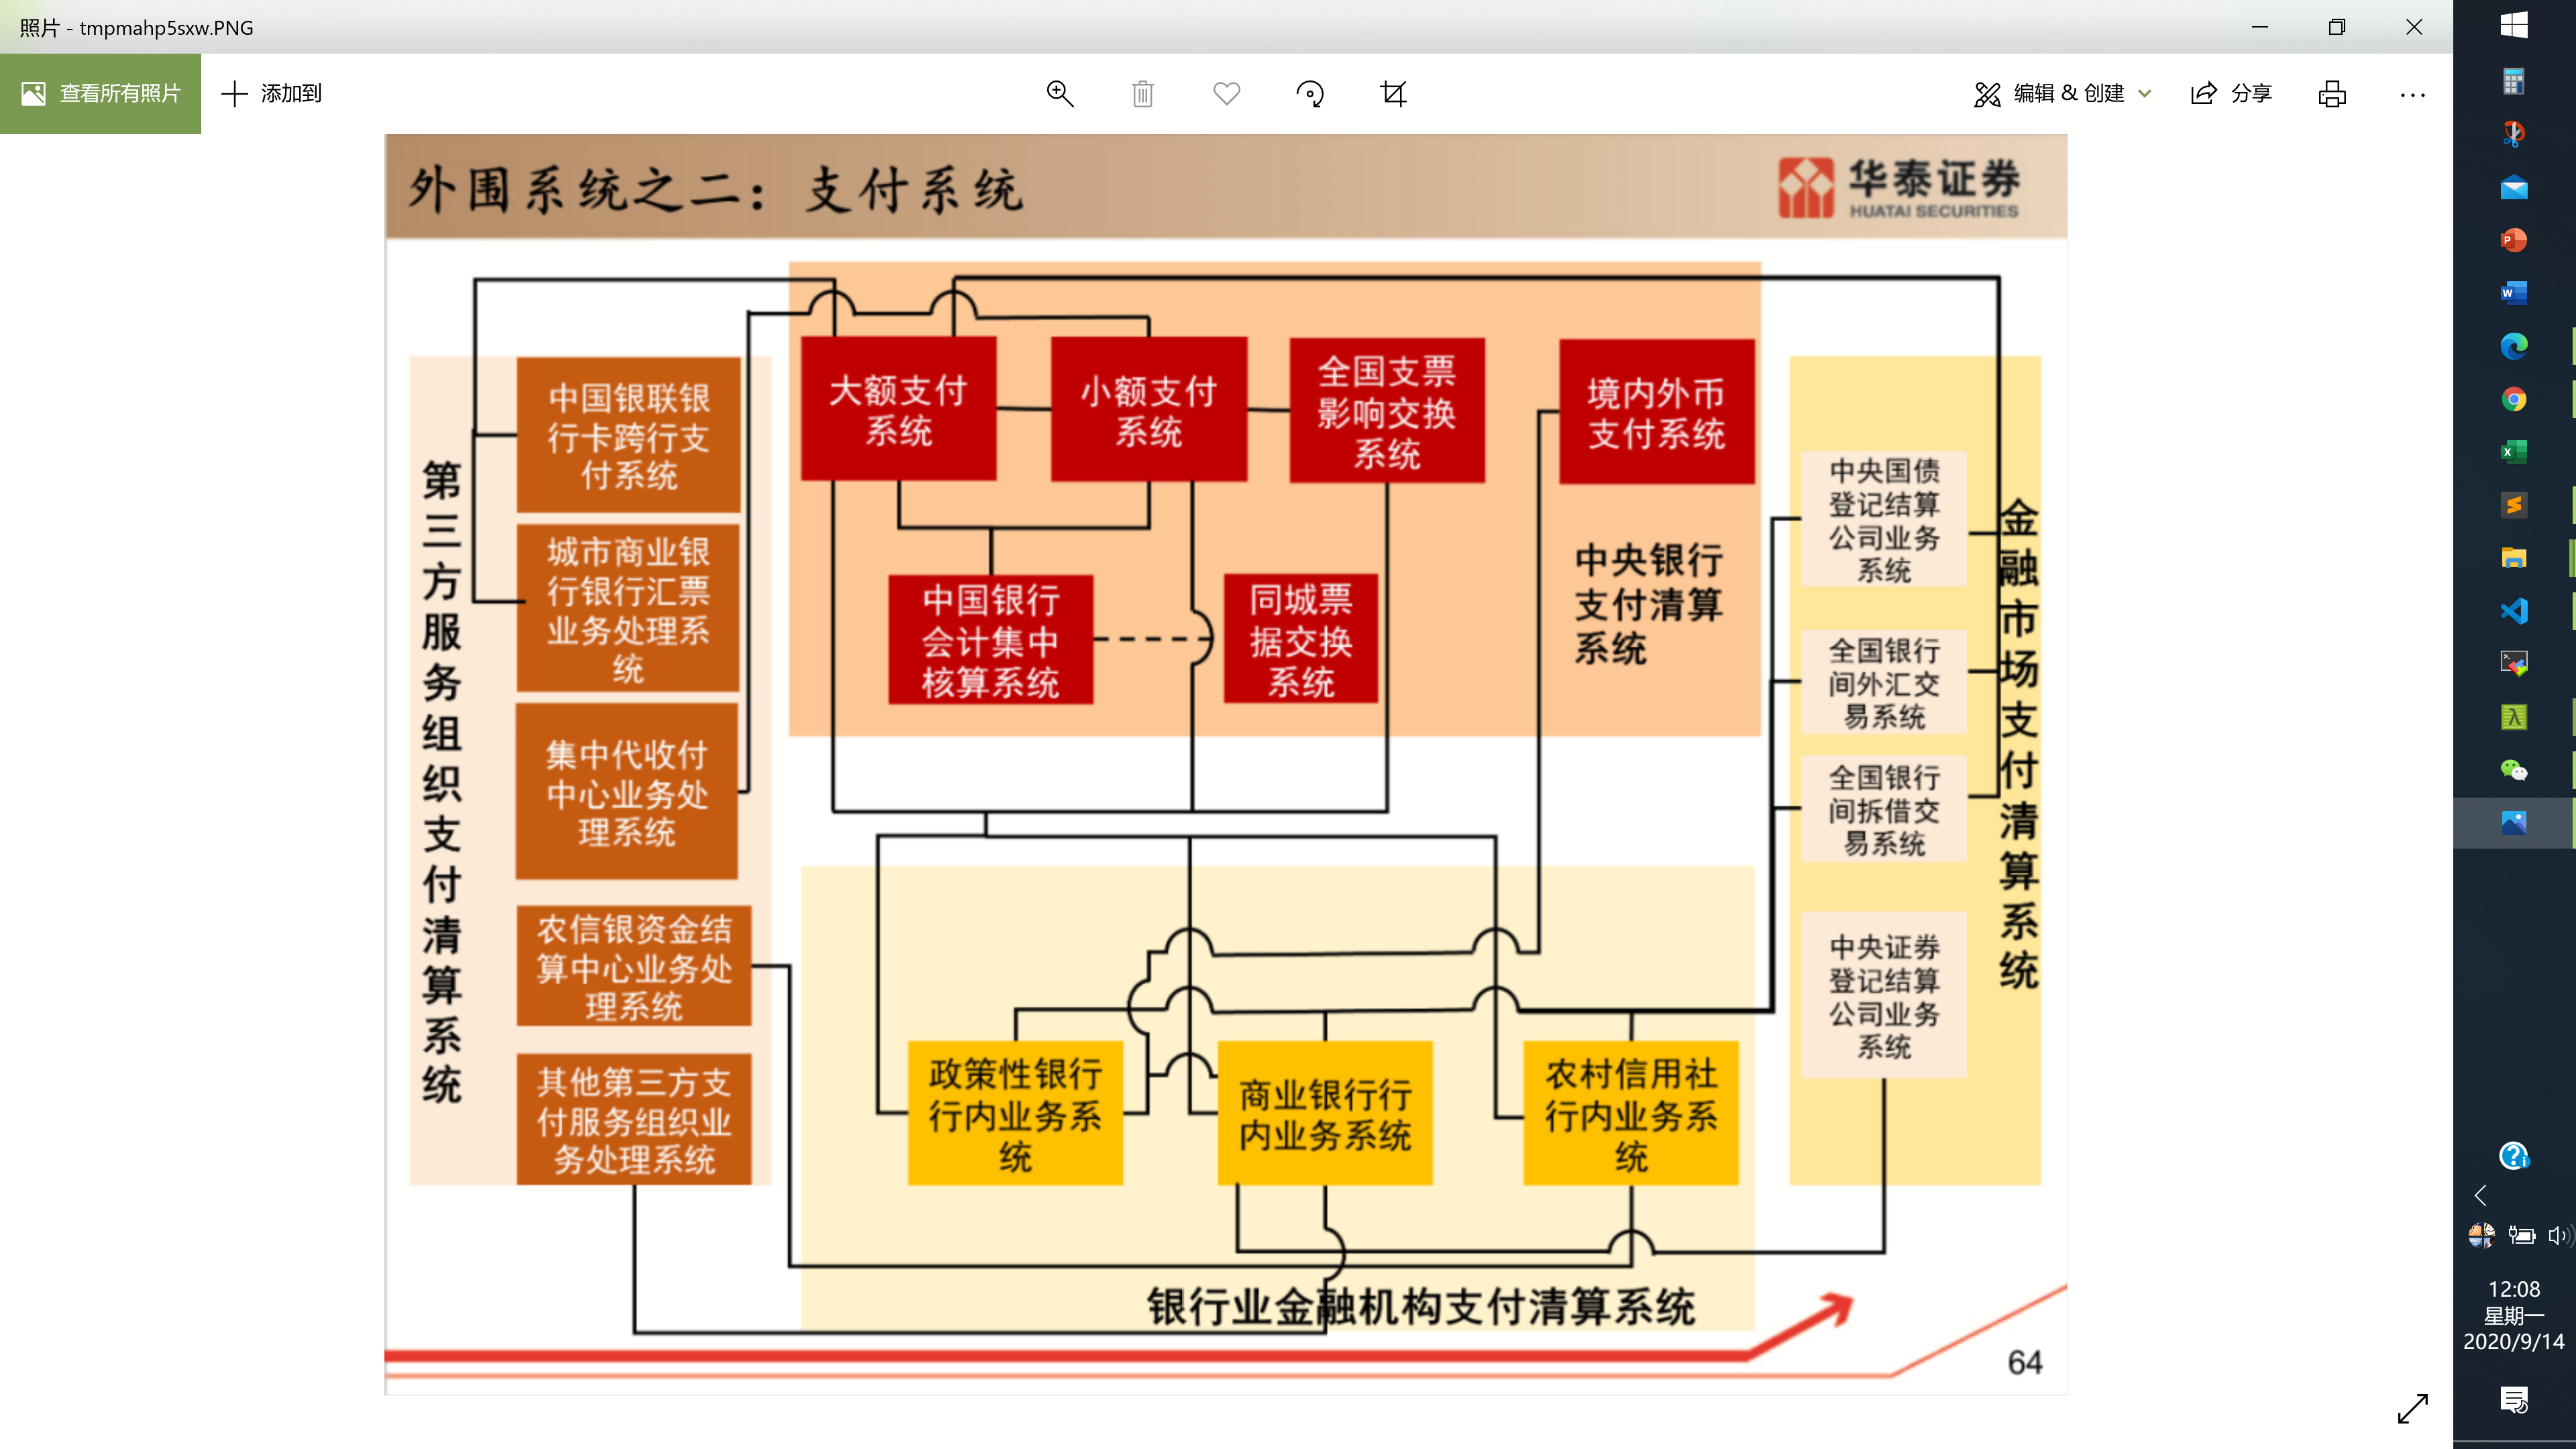 照片 - tmpmahp5sxw.PNG
查看所有照片
添加到
编辑 & 创建
分享
外围系统之二：支付系统
华泰证券
HUATAI SECURITIES
第三方服务组织支付清算系统
中国银联银
行卡跨行支
付系统
城市商业银
行银行汇票
业务处理系
统
集中代收付
中心业务处
理系统
农信银资金结
算中心业务处
理系统
其他第三方支
付服务组织业
务处理系统
大额支付
系统
小额支付
系统
全国支票
影响交换
系统
境内外币
支付系统
中国银行
会计集中
核算系统
同城票
据交换
系统
中央银行
支付清算
系统
中央国债
登记结算
公司业务
系统
全国银行
间外汇交
易系统
全国银行
间拆借交
易系统
中央证券
登记结算
公司业务
系统
金融市场支付清算系统
政策性银行
行内业务系
统
商业银行行
内业务系统
农村信用社
行内业务系
统
银行业金融机构支付清算系统
64
12:08
星期一
2020/9/14